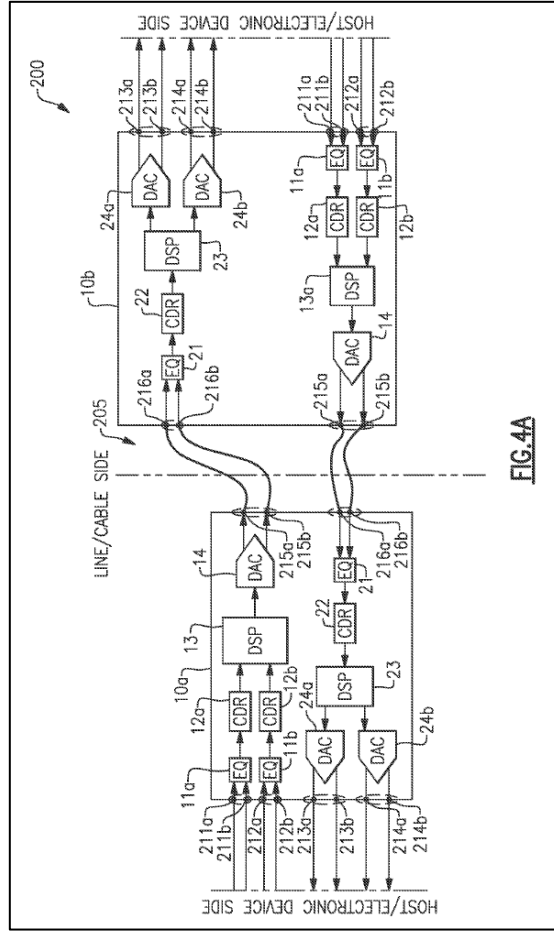 200
LINE/CABLE SIDE
205
10a
10b
HOST/ELECTRONIC DEVICE SIDE
211a
211b
212a
212b
11a
EQ
12a
CDR
11b
EQ
12b
CDR
13
DSP
14
DAC
215a
215b
216a
216b
21
EQ
22
CDR
23
DSP
24a
DAC
24b
DAC
213a
213b
214a
214b
216a
216b
EQ
21
22
CDR
DSP
23
24a
DAC
DAC
24b
213a
213b
214a
214b
HOST/ELECTRONIC DEVICE SIDE
211a
211b
212a
212b
11a
EQ
EQ
11b
12a
CDR
CDR
12b
13a
DSP
14
DAC
215a
215b
FIG.4A